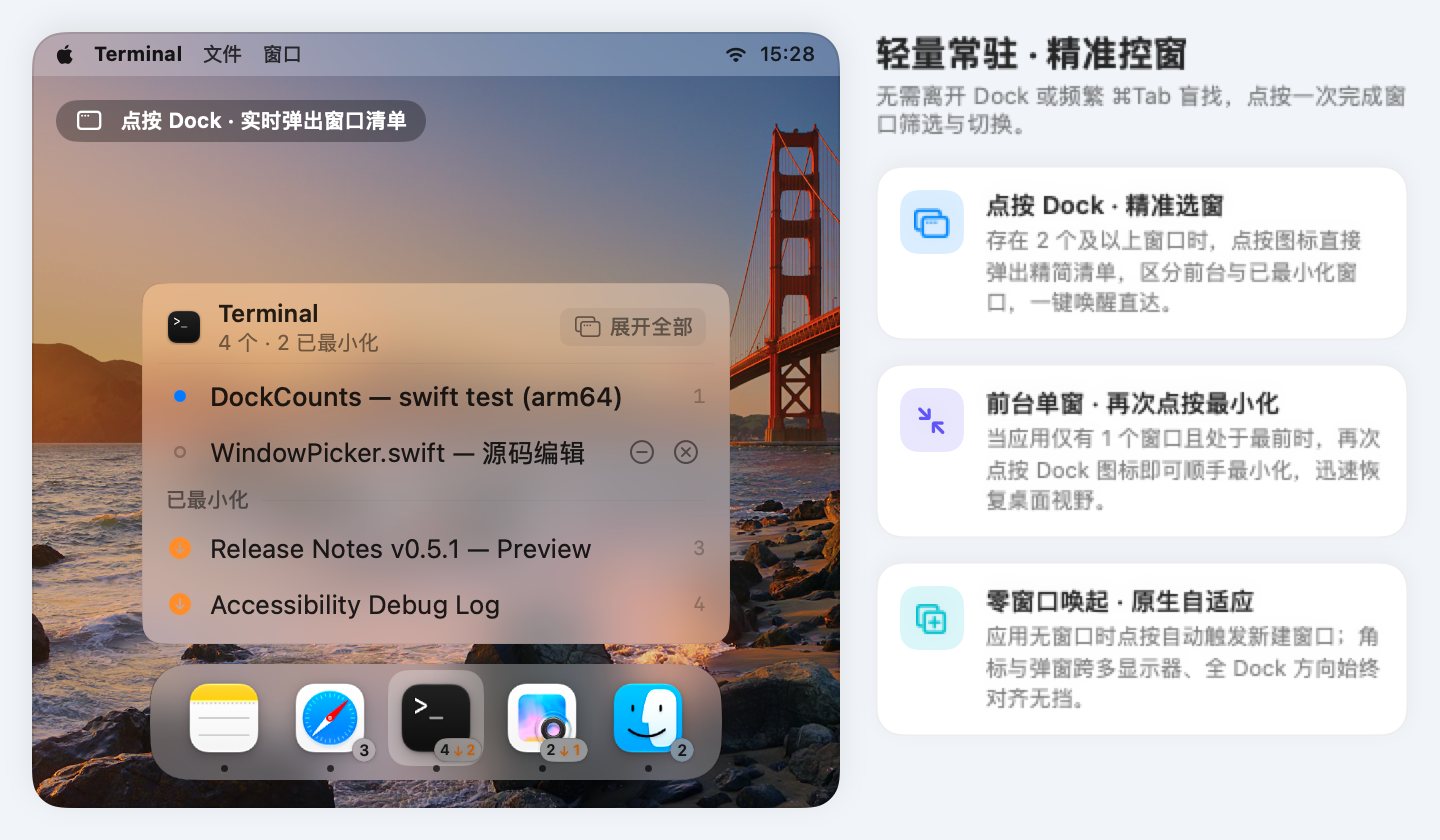 Terminal 文件 窗口 15:28
点按 Dock · 实时弹出窗口清单
Terminal
4 个 · 2 已最小化
展开全部
DockCounts — swift test (arm64) 1
WindowPicker.swift — 源码编辑
已最小化
Release Notes v0.5.1 — Preview 3
Accessibility Debug Log 4
3
4 ↓ 2
2 ↓ 1
2
轻量常驻 · 精准控窗
无需离开 Dock 或频繁 ⌘Tab 盲找，点按一次完成窗
口筛选与切换。
点按 Dock · 精准选窗
存在 2 个及以上窗口时，点按图标直接
弹出精简清单，区分前台与已最小化窗
口，一键唤醒直达。
前台单窗 · 再次点按最小化
当应用仅有 1 个窗口且处于最前时，再次
点按 Dock 图标即可顺手最小化，迅速恢
复桌面视野。
零窗口唤起 · 原生自适应
应用无窗口时点按自动触发新建窗口；角
标与弹窗跨多显示器、全 Dock 方向始终
对齐无挡。